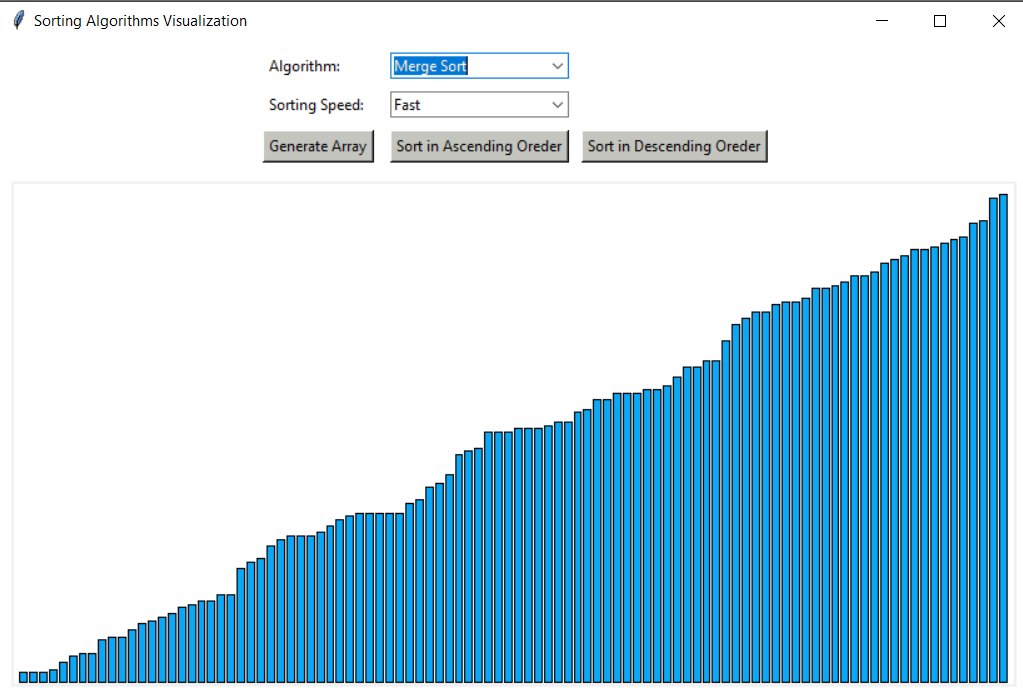 Sorting Algorithms Visualization
Algorithm: Merge Sort
Sorting Speed: Fast
Generate Array Sort in Ascending Oreder Sort in Descending Oreder